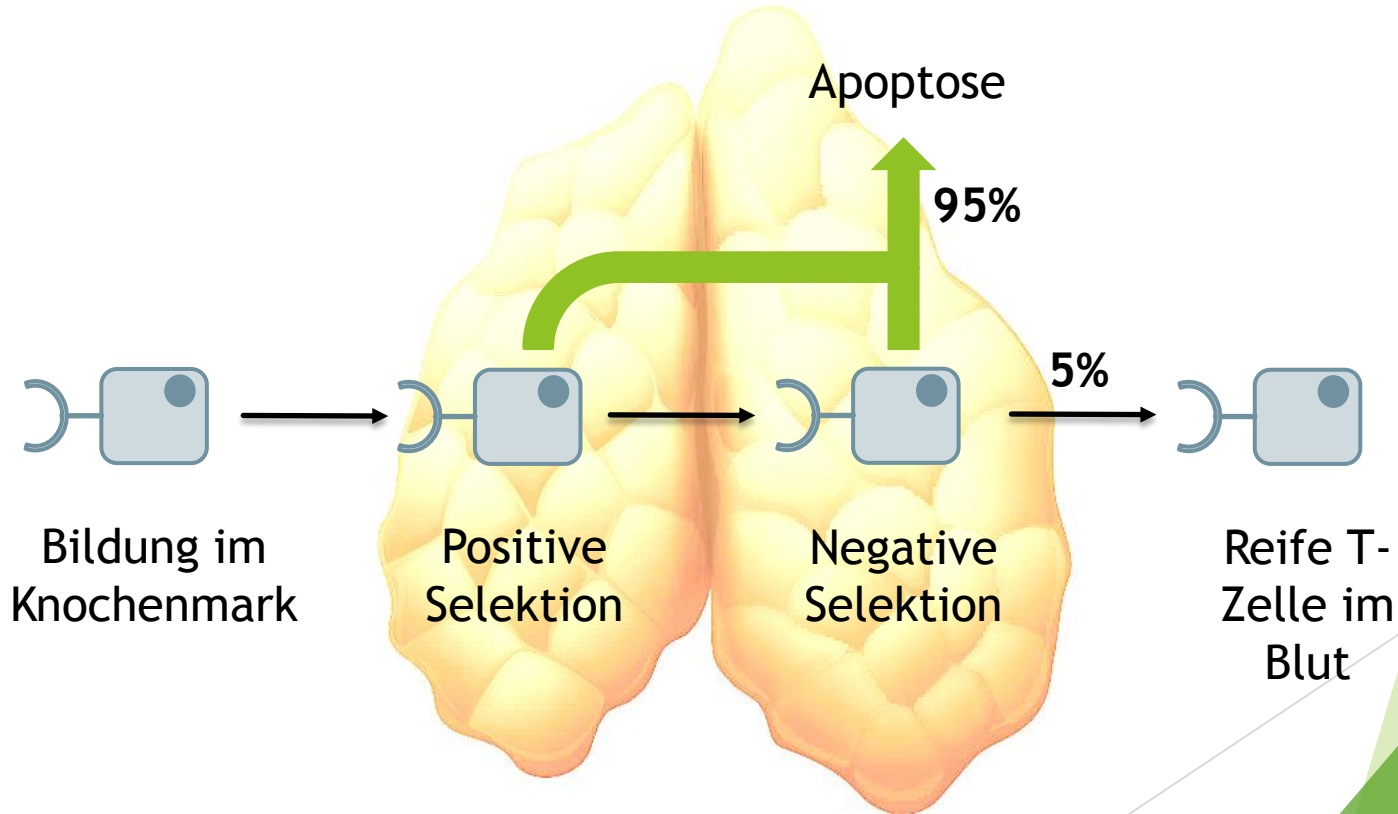 Apoptose
95%
5%
Bildung im
Knochenmark
Positive
Selektion
Negative
Selektion
Reife T-
Zelle im
Blut